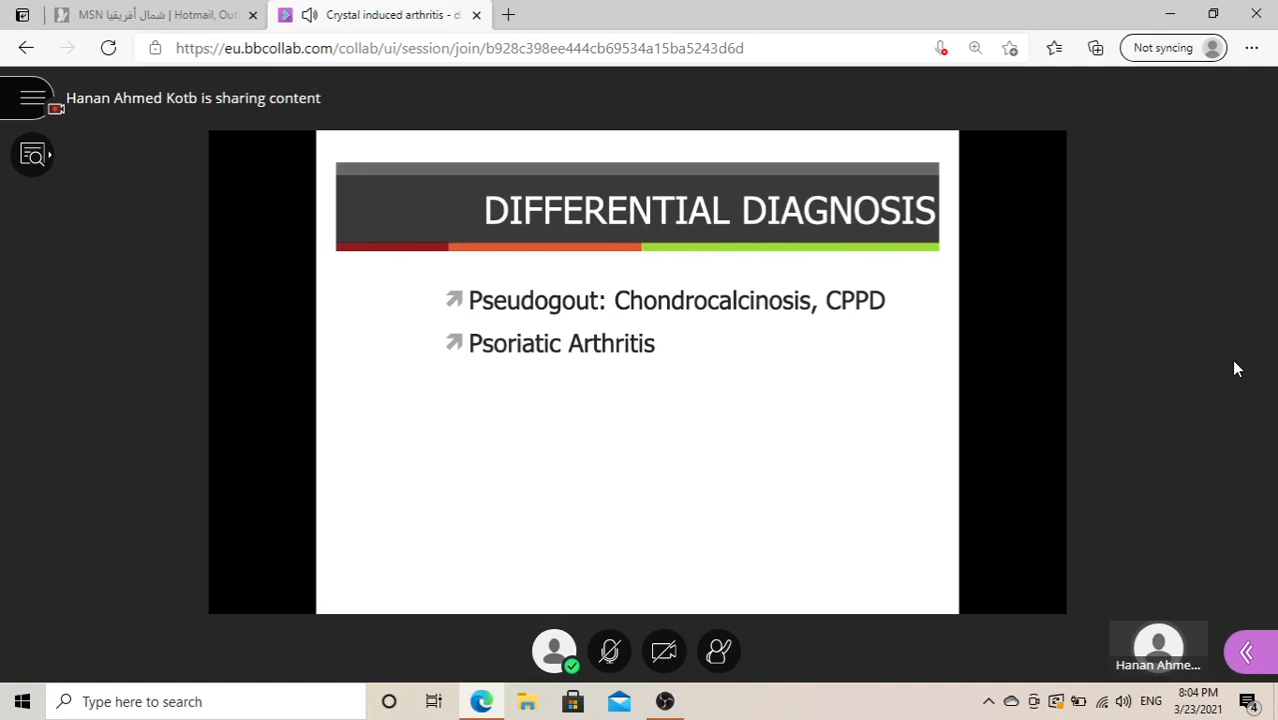 MSN شمال أفريقيا | Hotmail, Outl
Crystal induced arthritis - d
https://eu.bbcollab.com/collab/ui/session/join/b928c398ee444cb69534a15ba5243d6d
Not syncing
Hanan Ahmed Kotb is sharing content
DIFFERENTIAL DIAGNOSIS
Pseudogout: Chondrocalcinosis, CPPD
Psoriatic Arthritis
Hanan Ahme...
Type here to search
ENG
8:04 PM
3/23/2021
4